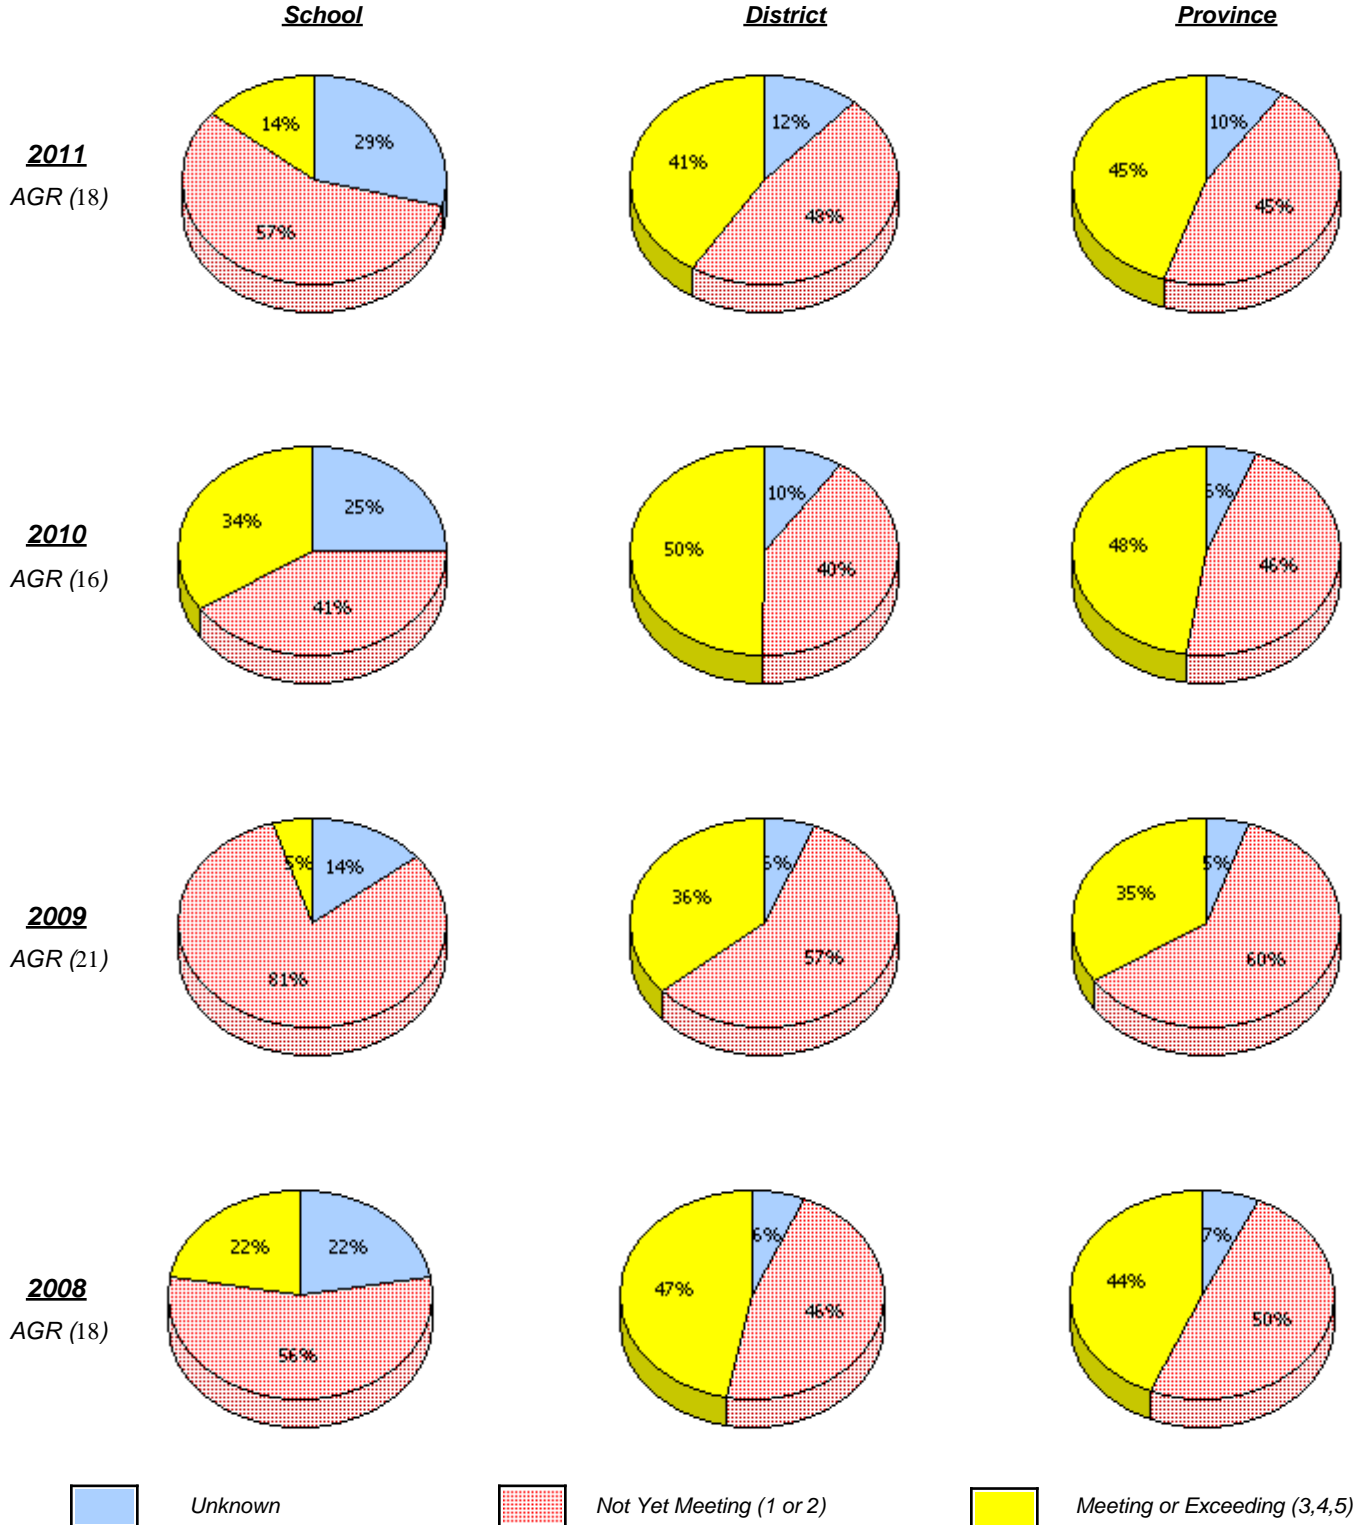 School District Province
2011
AGR (18)
14% 29% 57%
41% 12% 48%
45% 10% 45%
2010
AGR (16)
34% 25% 41%
50% 10% 40%
48% 46%
2009
AGR (21)
5% 14% 81%
36% 57%
35% 5% 60%
2008
AGR (18)
22% 22% 56%
47% 6% 46%
44% 7% 50%
Unknown Not Yet Meeting (1 or 2) Meeting or Exceeding (3,4,5)